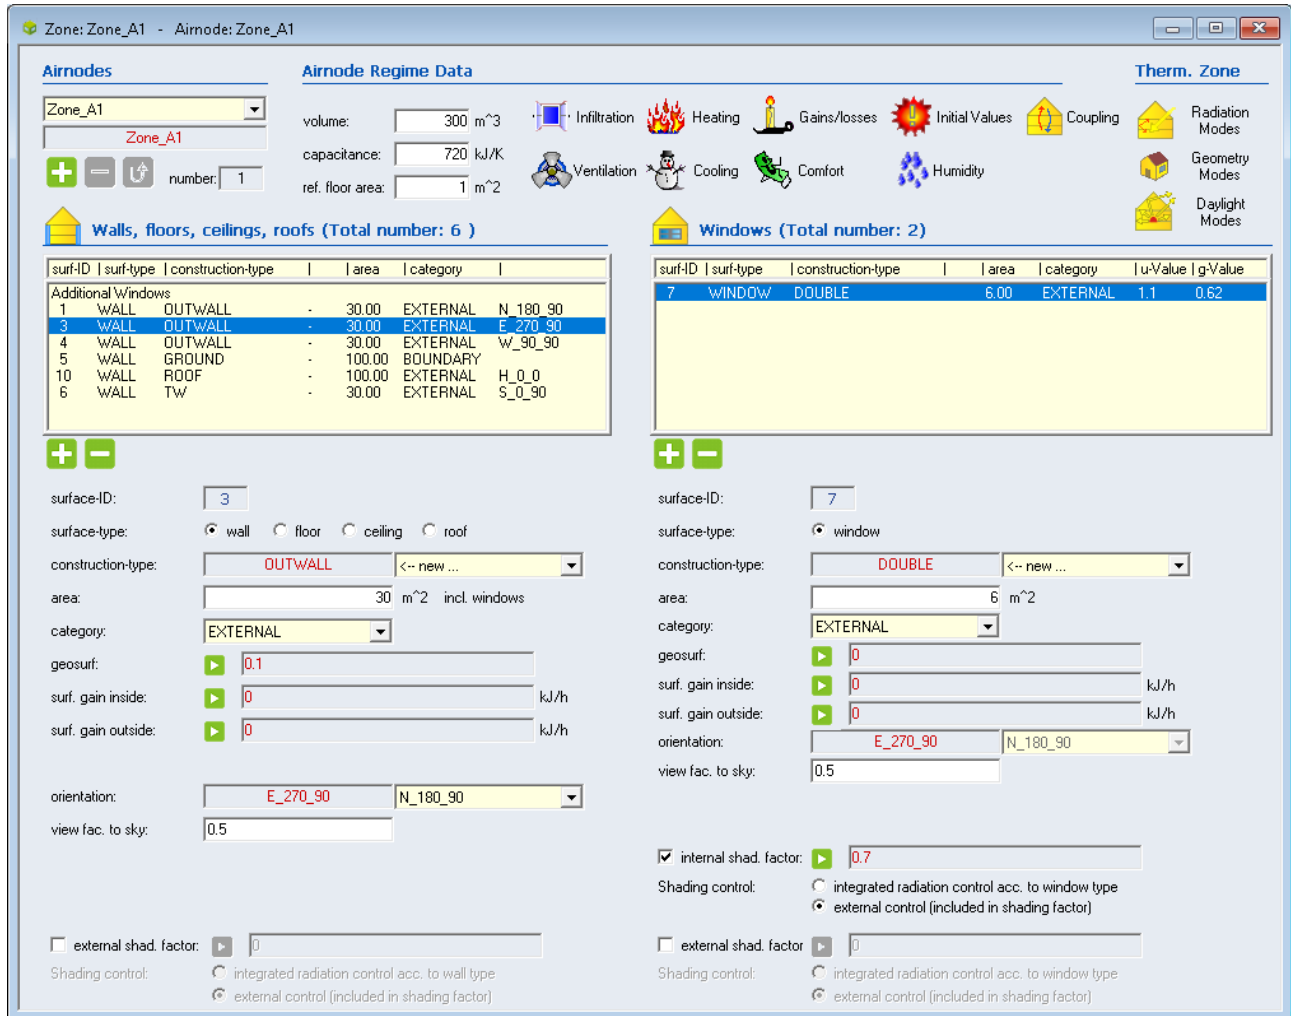 Zone: Zone_A1 - Airnode: Zone_A1
Airnodes
Airnode Regime Data
Therm. Zone
Zone_A1
Zone_A1
number: 1
volume: 300 m^3
capacitance: 720 kJ/K
ref. floor area: 1 m^2
Infiltration
Heating
Gains/losses
Initial Values
Coupling
Ventilation
Cooling
Comfort
Humidity
Radiation
Modes
Geometry
Modes
Daylight
Modes
Walls, floors, ceilings, roofs (Total number: 6 )
surf-ID | surf-type | construction-type | | area | category |
Additional Windows
1 WALL OUTWALL - 30.00 EXTERNAL N_180_90
3 WALL OUTWALL - 30.00 EXTERNAL E_270_90
4 WALL OUTWALL - 30.00 EXTERNAL W_90_90
5 WALL GROUND - 100.00 BOUNDARY
10 WALL ROOF - 100.00 EXTERNAL H_0_0
6 WALL TW - 30.00 EXTERNAL S_0_90
surface-ID: 3
surface-type: wall floor ceiling roof
construction-type: OUTWALL <-- new ...
area: 30 m^2 incl. windows
category: EXTERNAL
geosurf: 0.1
surf. gain inside: 0 kJ/h
surf. gain outside: 0 kJ/h
orientation: E_270_90 N_180_90
view fac. to sky: 0.5
external shad. factor: 0
Shading control: integrated radiation control acc. to wall type
external control (included in shading factor)
Windows (Total number: 2)
surf-ID | surf-type | construction-type | | area | category | u-Value | g-Value
7 WINDOW DOUBLE 6.00 EXTERNAL 1.1 0.62
surface-ID: 7
surface-type: window
construction-type: DOUBLE <-- new ...
area: 6 m^2
category: EXTERNAL
geosurf: 0
surf. gain inside: 0 kJ/h
surf. gain outside: 0 kJ/h
orientation: E_270_90 N_180_90
view fac. to sky: 0.5
internal shad. factor: 0.7
Shading control: integrated radiation control acc. to window type
external control (included in shading factor)
external shad. factor 0
Shading control: integrated radiation control acc. to window type
external control (included in shading factor)